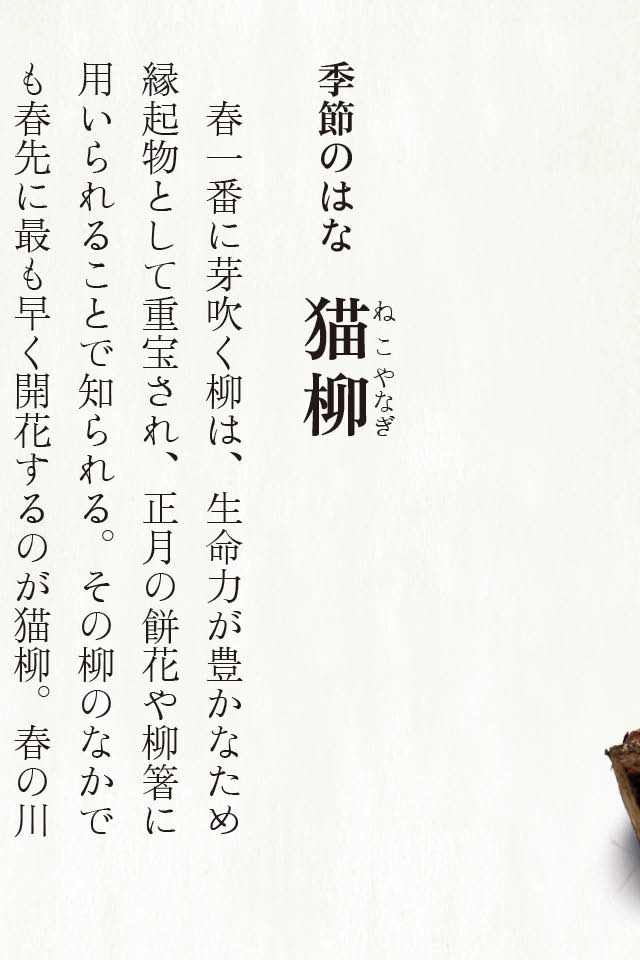 季節のはな
猫柳
ねこやなぎ
春一番に芽吹く柳は、生命力が豊かなため
縁起物として重宝され、正月の餅花や柳箸に
用いられることで知られる。その柳のなかで
も春先に最も早く開花するのが猫柳。春の川